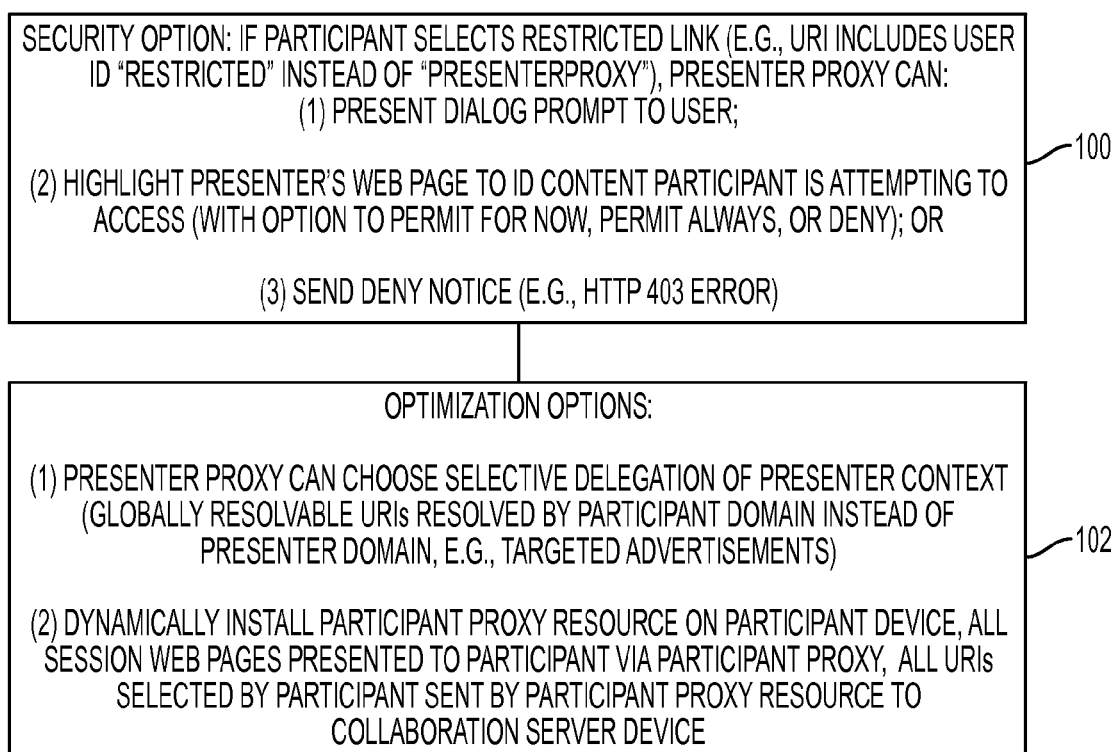 SECURITY OPTION: IF PARTICIPANT SELECTS RESTRICTED LINK (E.G., URI INCLUDES USER
ID “RESTRICTED” INSTEAD OF “PRESENTERPROXY”), PRESENTER PROXY CAN:
(1) PRESENT DIALOG PROMPT TO USER;
(2) HIGHLIGHT PRESENTER’S WEB PAGE TO ID CONTENT PARTICIPANT IS ATTEMPTING TO
ACCESS (WITH OPTION TO PERMIT FOR NOW, PERMIT ALWAYS, OR DENY); OR
(3) SEND DENY NOTICE (E.G., HTTP 403 ERROR)
100
OPTIMIZATION OPTIONS:
(1) PRESENTER PROXY CAN CHOOSE SELECTIVE DELEGATION OF PRESENTER CONTEXT
(GLOBALLY RESOLVABLE URIs RESOLVED BY PARTICIPANT DOMAIN INSTEAD OF
PRESENTER DOMAIN, E.G., TARGETED ADVERTISEMENTS)
(2) DYNAMICALLY INSTALL PARTICIPANT PROXY RESOURCE ON PARTICIPANT DEVICE, ALL
SESSION WEB PAGES PRESENTED TO PARTICIPANT VIA PARTICIPANT PROXY, ALL URIs
SELECTED BY PARTICIPANT SENT BY PARTICIPANT PROXY RESOURCE TO
COLLABORATION SERVER DEVICE
102